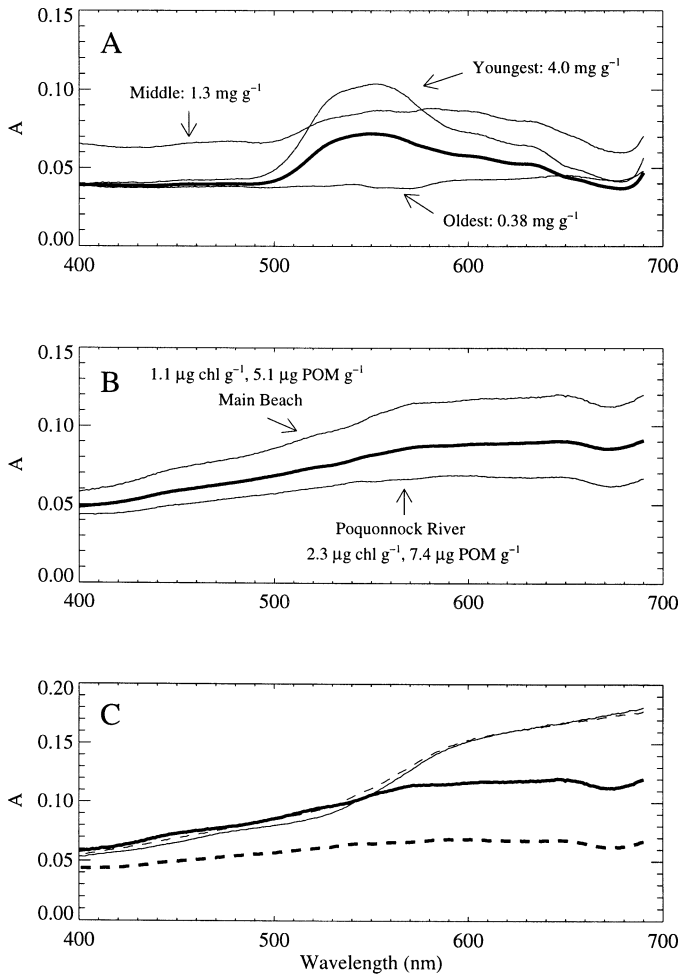 0.15
A
Youngest: 4.0 mg g⁻¹
Middle: 1.3 mg g⁻¹
0.10
A
0.05
Oldest: 0.38 mg g⁻¹
0.00
400 500 600 700
0.15
B
1.1 μg chl g⁻¹, 5.1 μg POM g⁻¹
Main Beach
0.10
A
0.05
Poquonnock River
2.3 μg chl g⁻¹, 7.4 μg POM g⁻¹
0.00
400 500 600 700
0.20
C
0.15
A
0.10
0.05
0.00
400 500 600 700
Wavelength (nm)